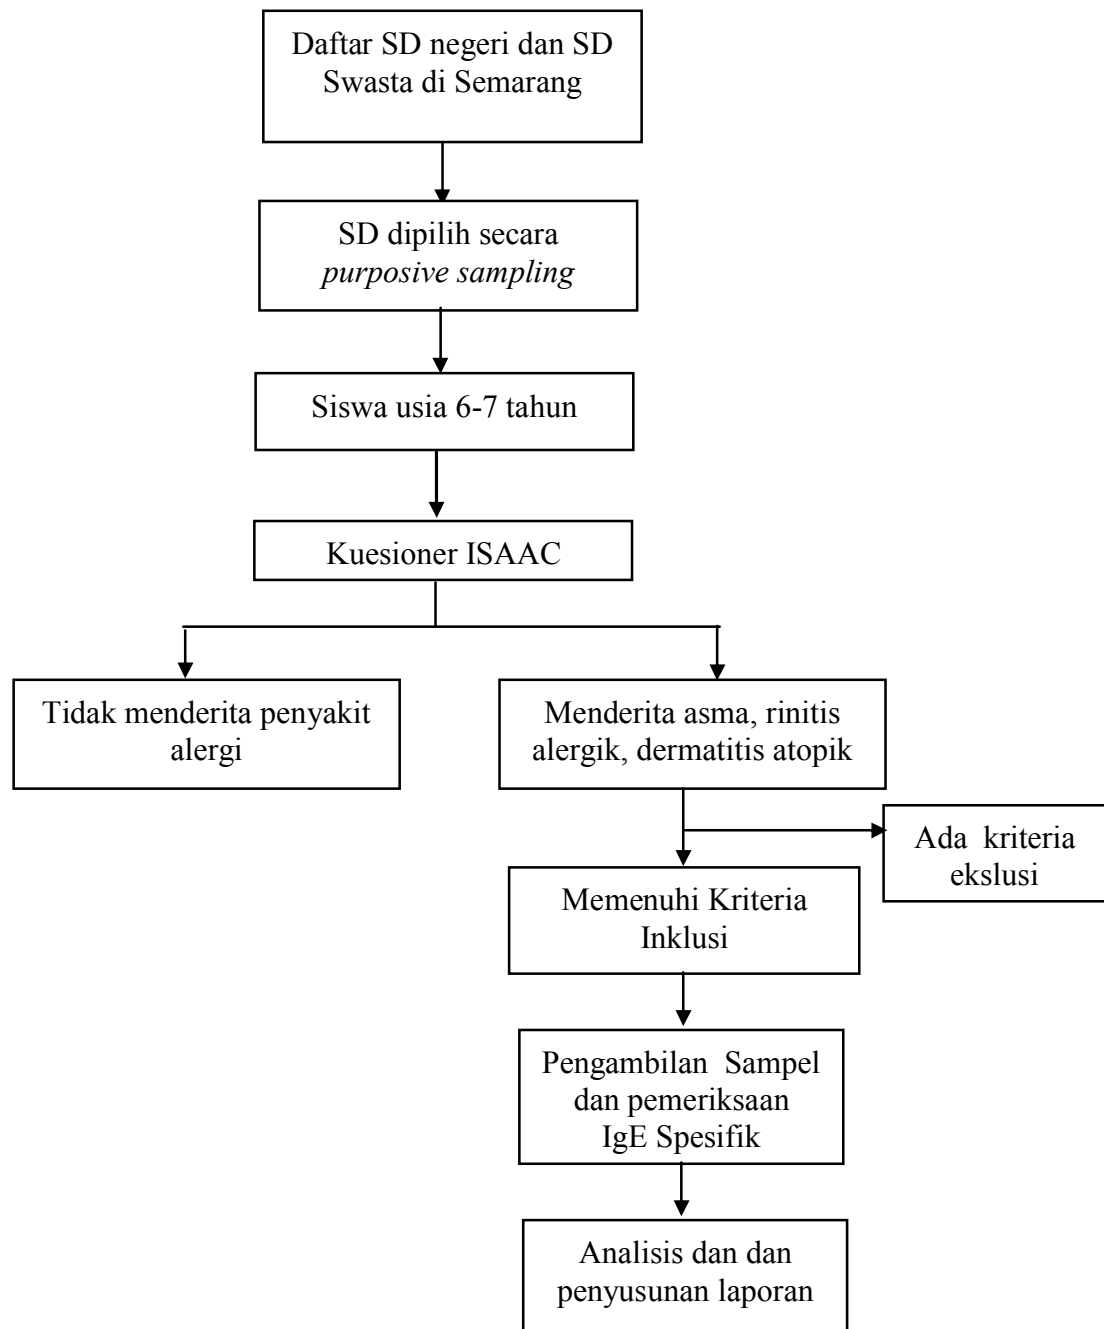 Daftar SD negeri dan SD
Swasta di Semarang
SD dipilih secara
purposive sampling
Siswa usia 6-7 tahun
Kuesioner ISAAC
Tidak menderita penyakit
alergi
Menderita asma, rinitis
alergik, dermatitis atopik
Ada kriteria
ekslusi
Memenuhi Kriteria
Inklusi
Pengambilan Sampel
dan pemeriksaan
IgE Spesifik
Analisis dan dan
penyusunan laporan